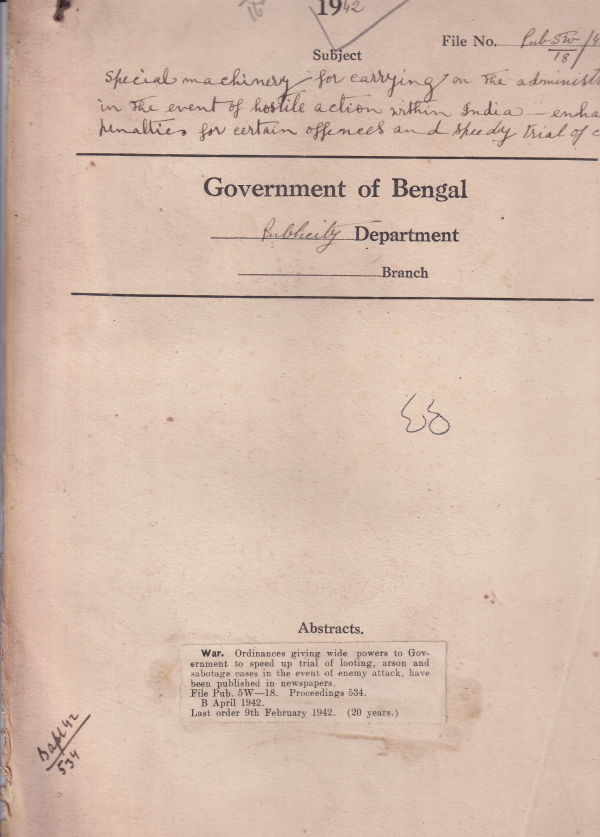 1942
File No. Pub 5W/18/4
Subject
special machinery for carrying on the administ
in the event of hostile action within India – enha
penalties for certain offences and speedy trial of c
Government of Bengal
Publicity Department
Branch
Abstracts.
War. Ordinances giving wide powers to Gov-
ernment to speed up trial of looting, arson and
sabotage cases in the event of enemy attack, have
been published in newspapers.
File Pub. 5W—18. Proceedings 534.
B April 1942.
Last order 9th February 1942. (20 years.)
B Apl 42
534